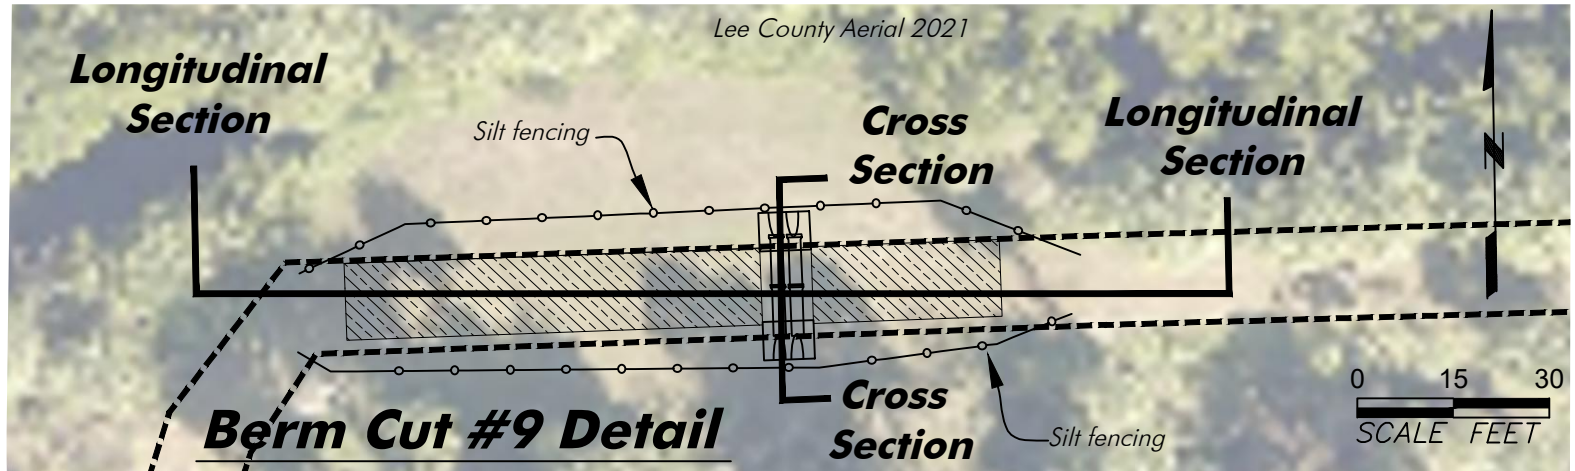 Lee County Aerial 2021
Longitudinal
Section
Silt fencing
Cross
Section
Longitudinal
Section
N
0 15 30
SCALE FEET
Cross
Section
Silt fencing
Berm Cut #9 Detail